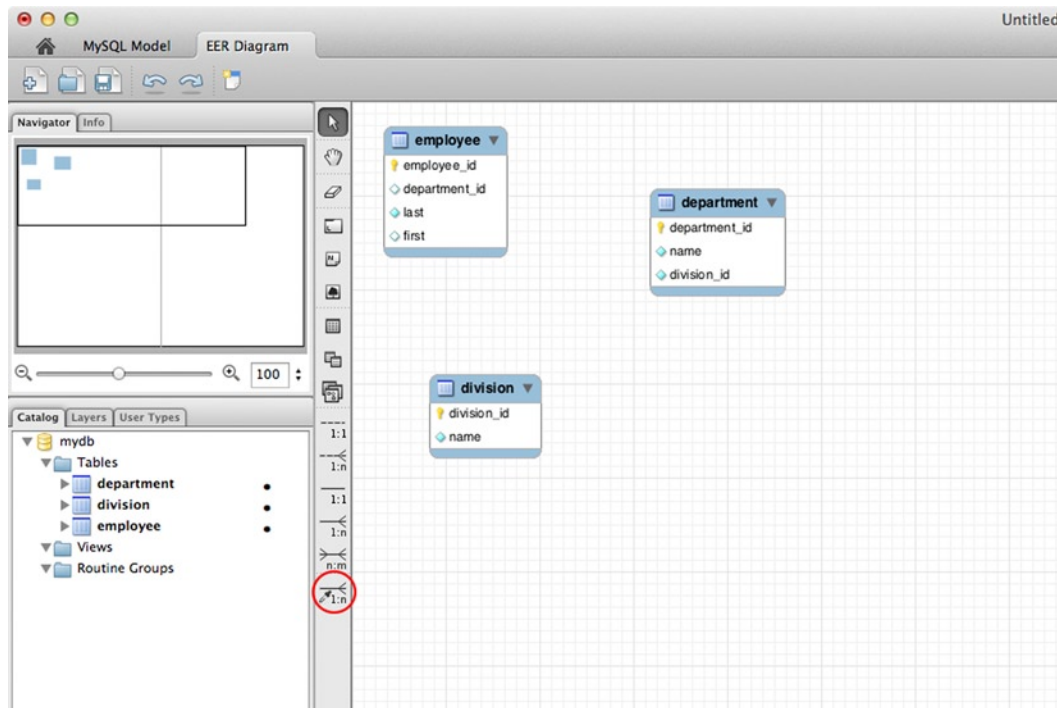 Untitled
MySQL Model
EER Diagram
Navigator
Info
100
Catalog
Layers
User Types
mydb
Tables
department
division
employee
Views
Routine Groups
1:1
1:n
1:1
1:n
n:m
1:n
employee
employee_id
department_id
last
first
department
department_id
name
division_id
division
division_id
name